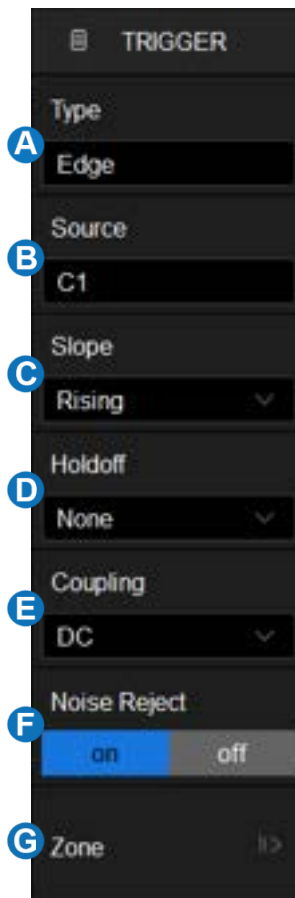 TRIGGER
Type
A
Edge
Source
B
C1
Slope
C
Rising
Holdoff
D
None
Coupling
E
DC
Noise Reject
F
on off
G Zone